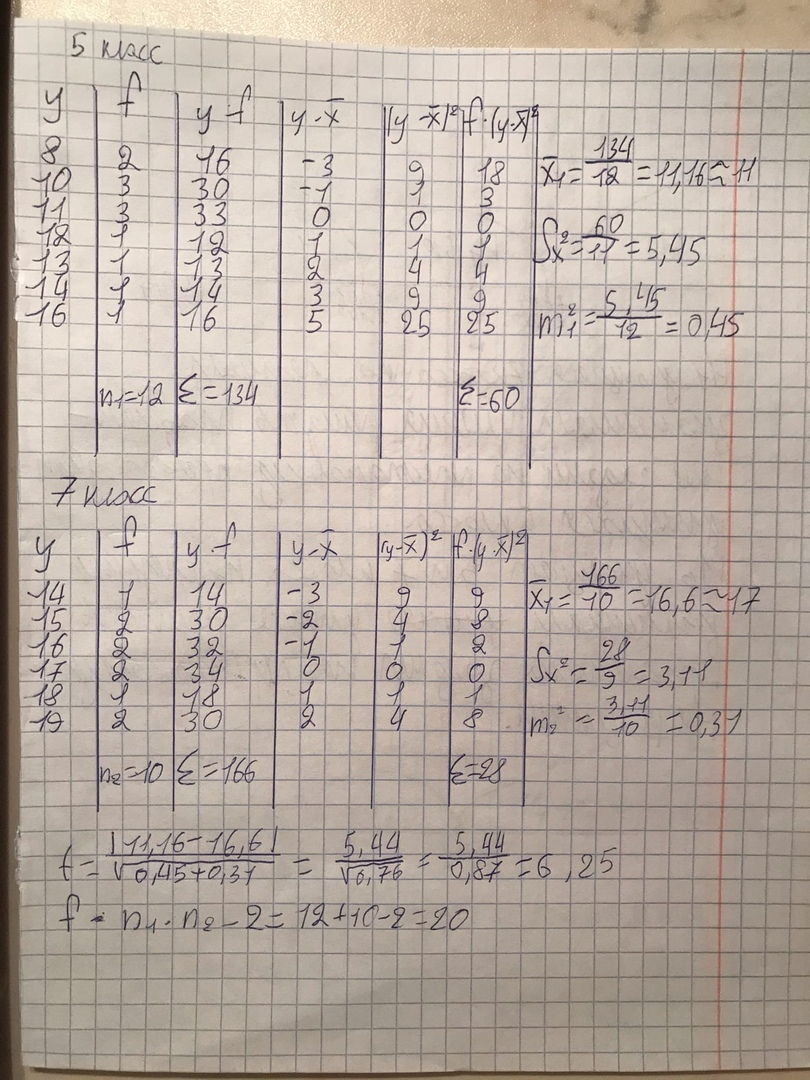 5 класс
y f y·f y-x̄ (y-x̄)² f·(y-x̄)²
8 2 16 -3 9 18
10 3 30 -1 1 3
11 3 33 0 0 0
12 1 12 1 1 1
13 1 13 2 4 4
14 1 14 3 9 9
16 1 16 5 25 25
n₁=12 Σ=134 Σ=60
x̄₁=134/12=11,16≈11
Sx²=60/11=5,45
m₁²=5,45/12=0,45
7 класс
y f y·f y-x̄ (y-x̄)² f·(y-x̄)²
14 1 14 -3 9 9
15 2 30 -2 4 8
16 2 32 -1 1 2
17 2 34 0 0 0
18 1 18 1 1 1
19 2 30 2 4 8
n₂=10 Σ=166 Σ=28
x̄₁=166/10=16,6≈17
Sx²=28/9=3,11
m₂²=3,11/10=0,31
t=|11,16-16,6|/√0,45+0,31=5,44/√0,76=5,44/0,87=6,25
f - n₁·n₂-2=12+10-2=20